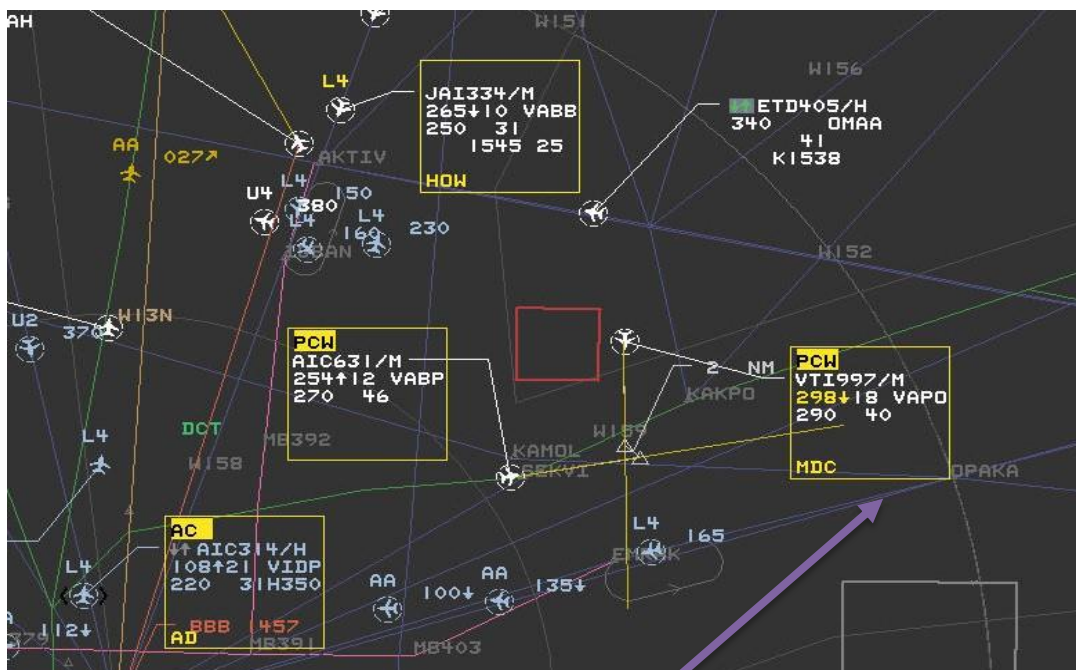 AH
W151
L4
JAI334/M
265↓10 VABB
250 31
1545 25
HOW
W156
ETD405/H
340 OMAA
41
K1538
AA 027↗
AKTIV
L4
U4
150
380
L4
L4
160
230
W152
W13N
U2 370
PCW
AIC631/M
254↑12 VABP
270 46
2 NM
PCW
VTI997/M
298↓18 VAPO
290 40
MDC
KAKPO
W159
DCT
MB392
KAMOL
SEKVI
L4
W158
OPAKA
L4 165
AC
↓↑AIC314/H
108↑21 VIDP
220 31H350
AD
L4
AA 100↓
AA 135↓
112↓
379
BBB 1457
MB391
MB403